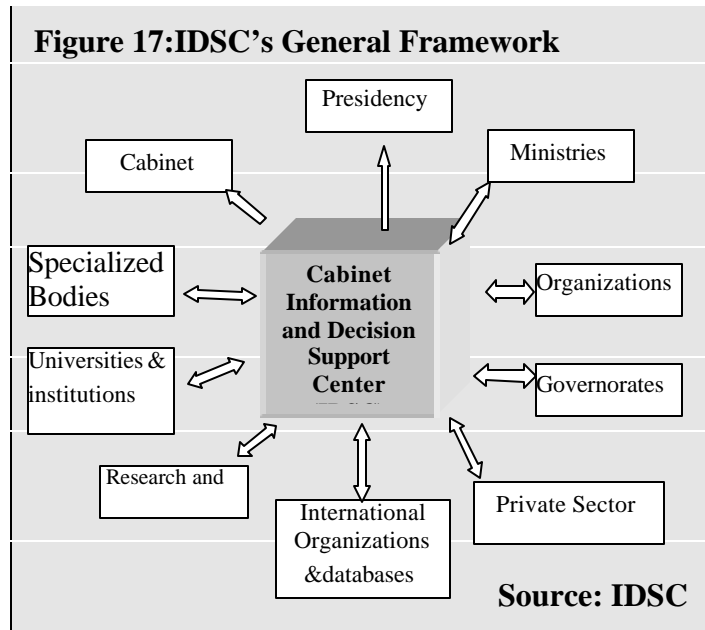 Figure 17:IDSC's General Framework
Presidency
Cabinet
Ministries
Specialized
Bodies
Cabinet
Information
and Decision
Support
Center
Organizations
Universities &
institutions
Governorates
Research and
International
Organizations
&databases
Private Sector
Source: IDSC